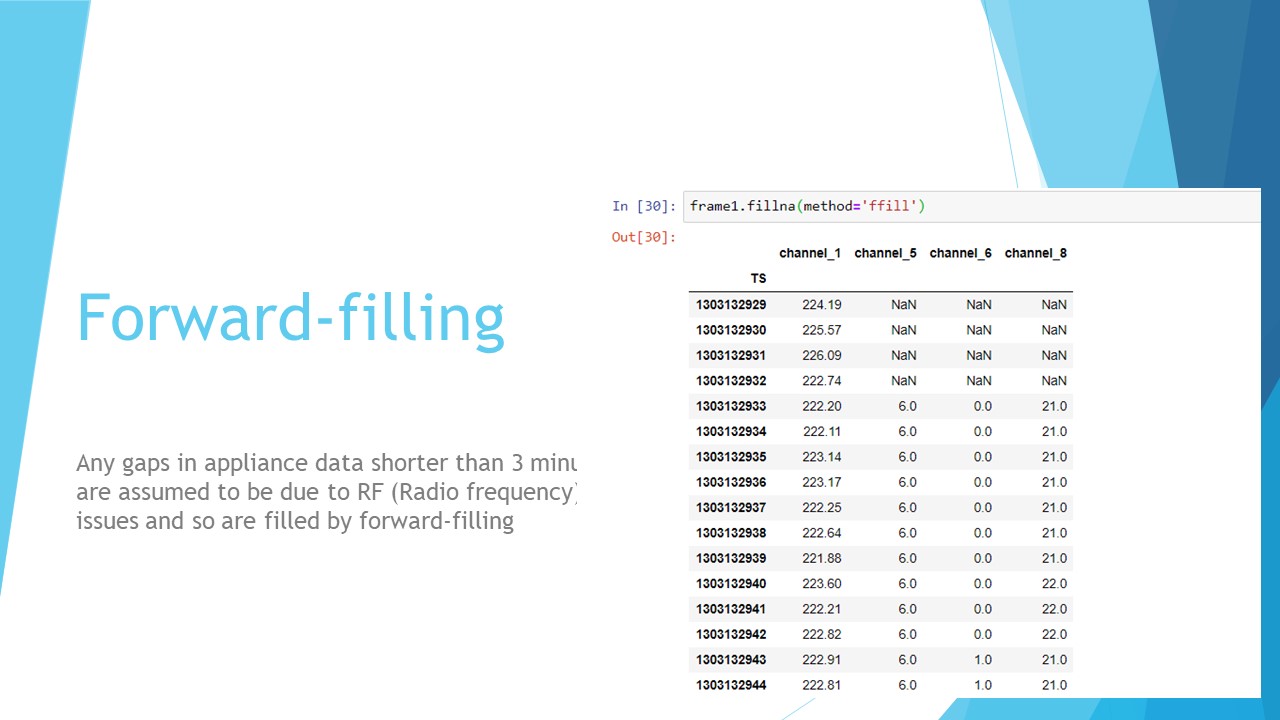 Forward-filling
Any gaps in appliance data shorter than 3 minu
are assumed to be due to RF (Radio frequency)
issues and so are filled by forward-filling
In [30]: frame1.fillna(method='ffill')
Out[30]:
channel_1 channel_5 channel_6 channel_8
TS
1303132929 224.19 NaN NaN NaN
1303132930 225.57 NaN NaN NaN
1303132931 226.09 NaN NaN NaN
1303132932 222.74 NaN NaN NaN
1303132933 222.20 6.0 0.0 21.0
1303132934 222.11 6.0 0.0 21.0
1303132935 223.14 6.0 0.0 21.0
1303132936 223.17 6.0 0.0 21.0
1303132937 222.25 6.0 0.0 21.0
1303132938 222.64 6.0 0.0 21.0
1303132939 221.88 6.0 0.0 21.0
1303132940 223.60 6.0 0.0 22.0
1303132941 222.21 6.0 0.0 22.0
1303132942 222.82 6.0 0.0 22.0
1303132943 222.91 6.0 1.0 21.0
1303132944 222.81 6.0 1.0 21.0